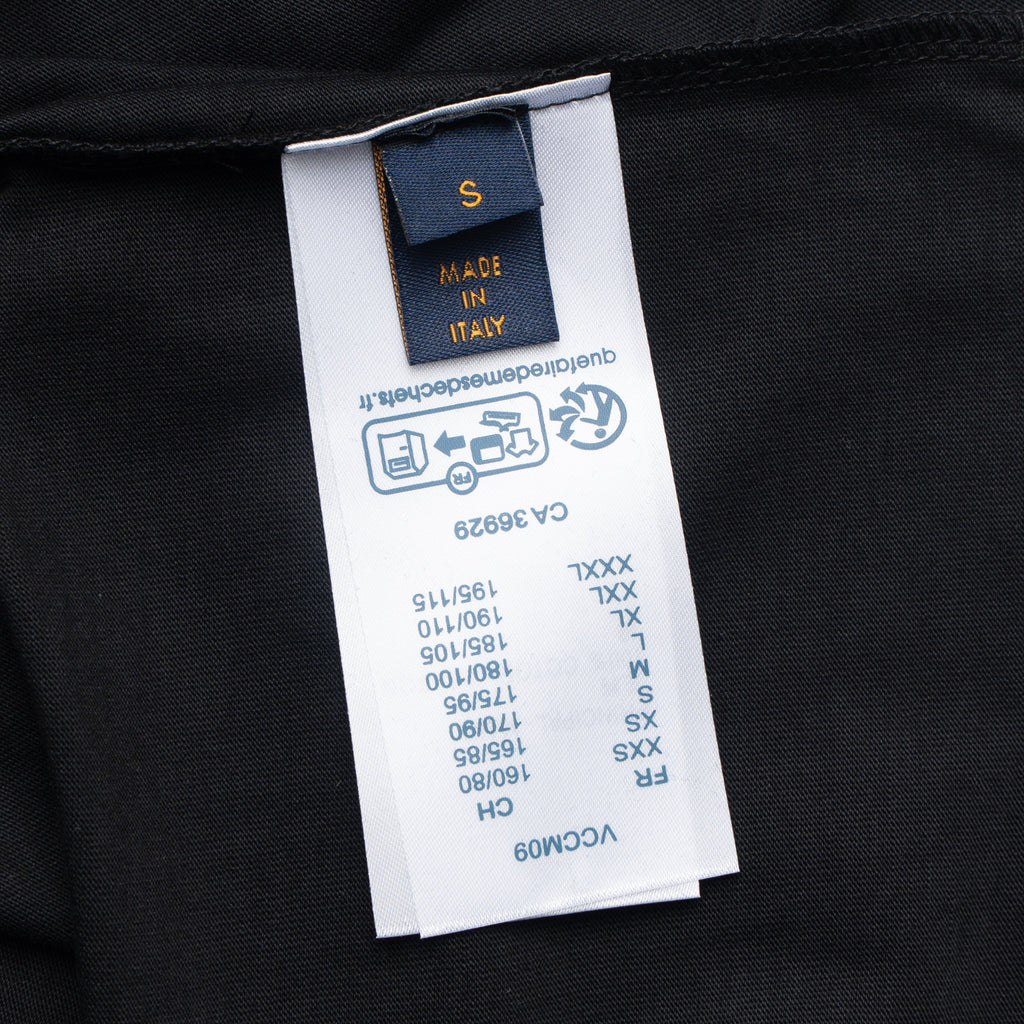 S
MADE
IN
ITALY
VCCM09
FR CH
XXS 160/80
XS 165/85
S 170/90
M 175/95
L 180/100
XL 185/105
XXL 190/110
XXXL 195/115
CA 36929
FR
quefairedemesdechets.fr